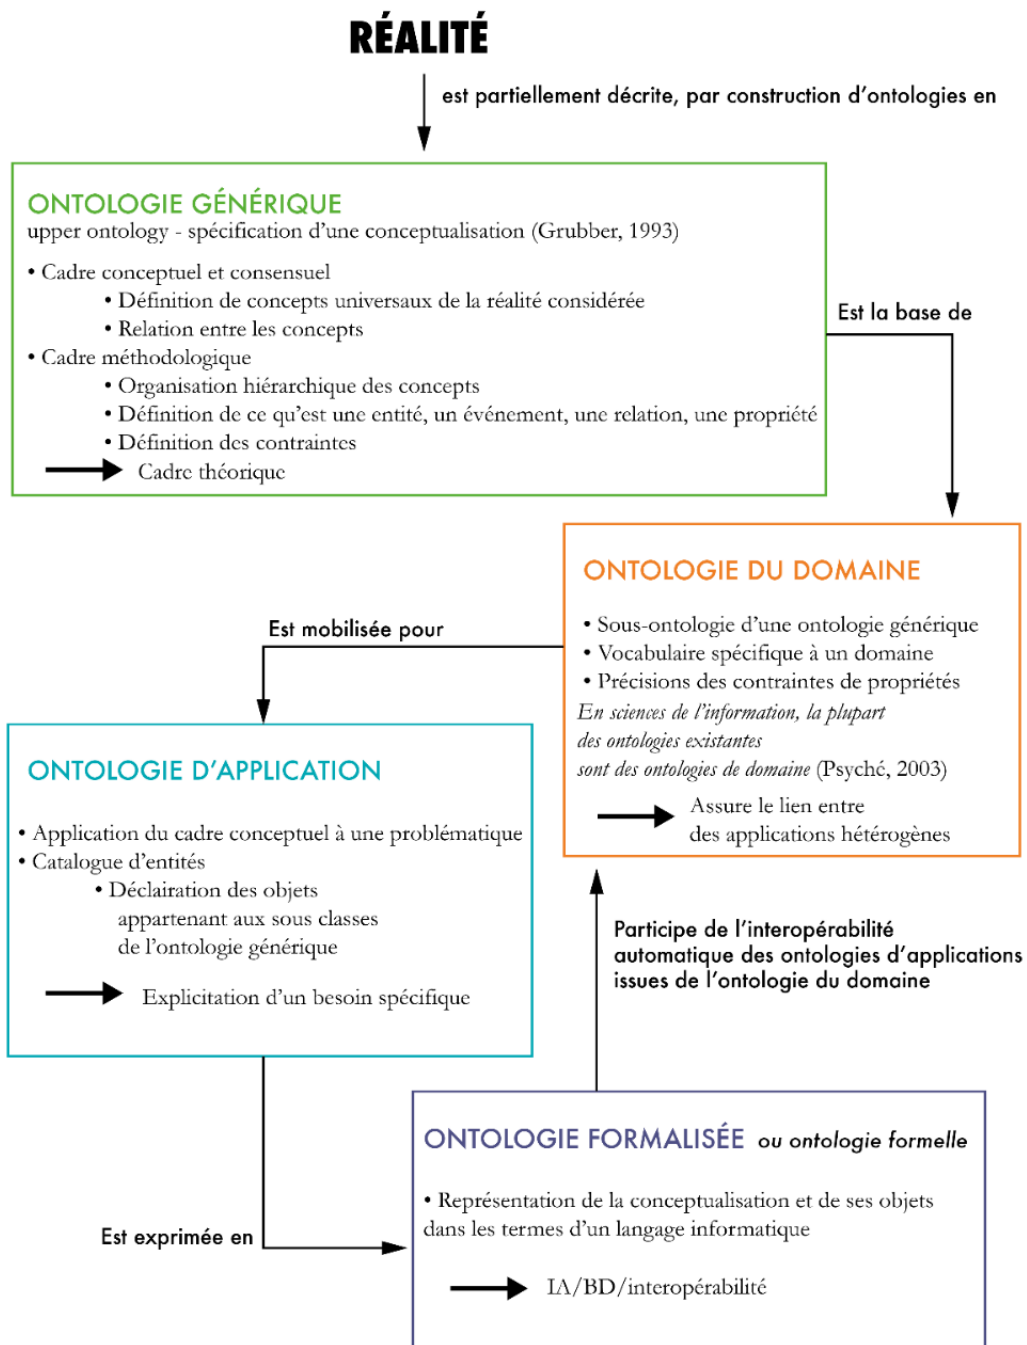 RÉALITÉ
est partiellement décrite, par construction d'ontologies en
ONTOLOGIE GÉNÉRIQUE
upper ontology - spécification d'une conceptualisation (Grubber, 1993)
• Cadre conceptuel et consensuel
• Définition de concepts universaux de la réalité considérée
• Relation entre les concepts
• Cadre méthodologique
• Organisation hiérarchique des concepts
• Définition de ce qu'est une entité, un événement, une relation, une propriété
• Définition des contraintes
Cadre théorique
Est la base de
ONTOLOGIE DU DOMAINE
• Sous-ontologie d'une ontologie générique
• Vocabulaire spécifique à un domaine
• Précisions des contraintes de propriétés
En sciences de l'information, la plupart
des ontologies existantes
sont des ontologies de domaine (Psyché, 2003)
Assure le lien entre
des applications hétérogènes
Est mobilisée pour
ONTOLOGIE D'APPLICATION
• Application du cadre conceptuel à une problématique
• Catalogue d'entités
• Déclairation des objets
appartenant aux sous classes
de l'ontologie générique
Explicitation d'un besoin spécifique
Participe de l'interopérabilité
automatique des ontologies d'applications
issues de l'ontologie du domaine
Est exprimée en
ONTOLOGIE FORMALISÉE ou ontologie formelle
• Représentation de la conceptualisation et de ses objets
dans les termes d'un langage informatique
IA/BD/interopérabilité